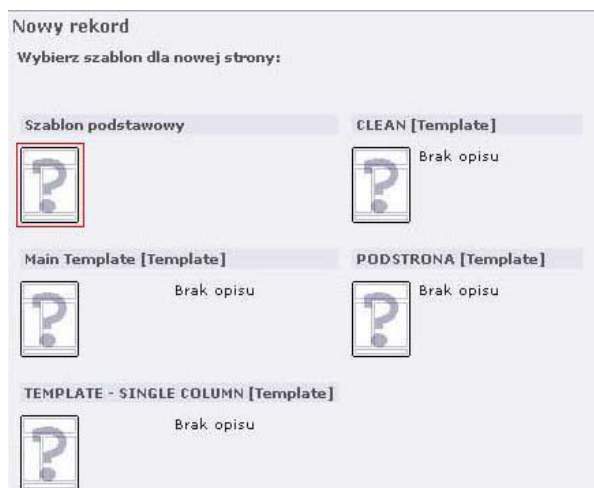 Nowy rekord
Wybierz szablon dla nowej strony:
Szablon podstawowy
CLEAN [Template]
Brak opisu
Main Template [Template]
Brak opisu
PODSTRONA [Template]
Brak opisu
TEMPLATE - SINGLE COLUMN [Template]
Brak opisu